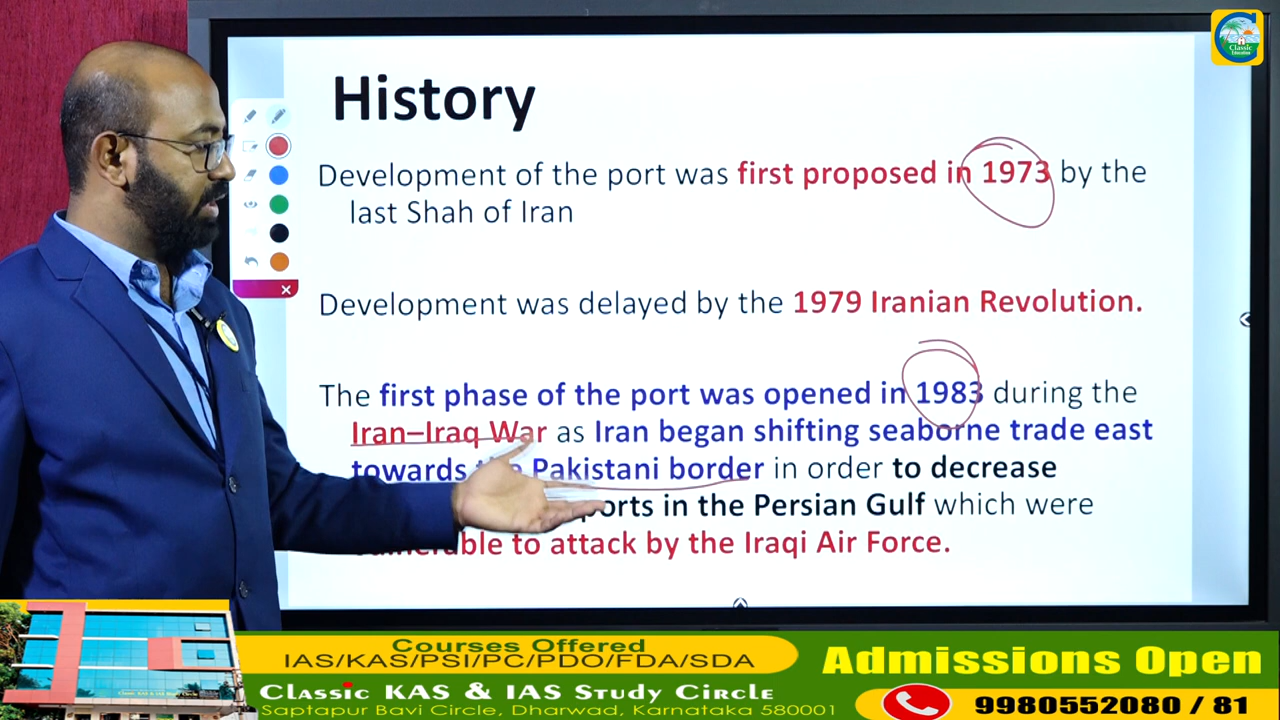 Classic
Education
History
Development of the port was first proposed in 1973 by the
last Shah of Iran
Development was delayed by the 1979 Iranian Revolution.
The first phase of the port was opened in 1983 during the
Iran–Iraq War as Iran began shifting seaborne trade east
towards the Pakistani border in order to decrease
ports in the Persian Gulf which were
to attack by the Iraqi Air Force.
Courses Offered
IAS/KAS/PSI/PC/PDO/FDA/SDA
Classic KAS & IAS Study Circle
Saptapur Bavi Circle, Dharwad, Karnataka 580001
Admissions Open
9980552080 / 81